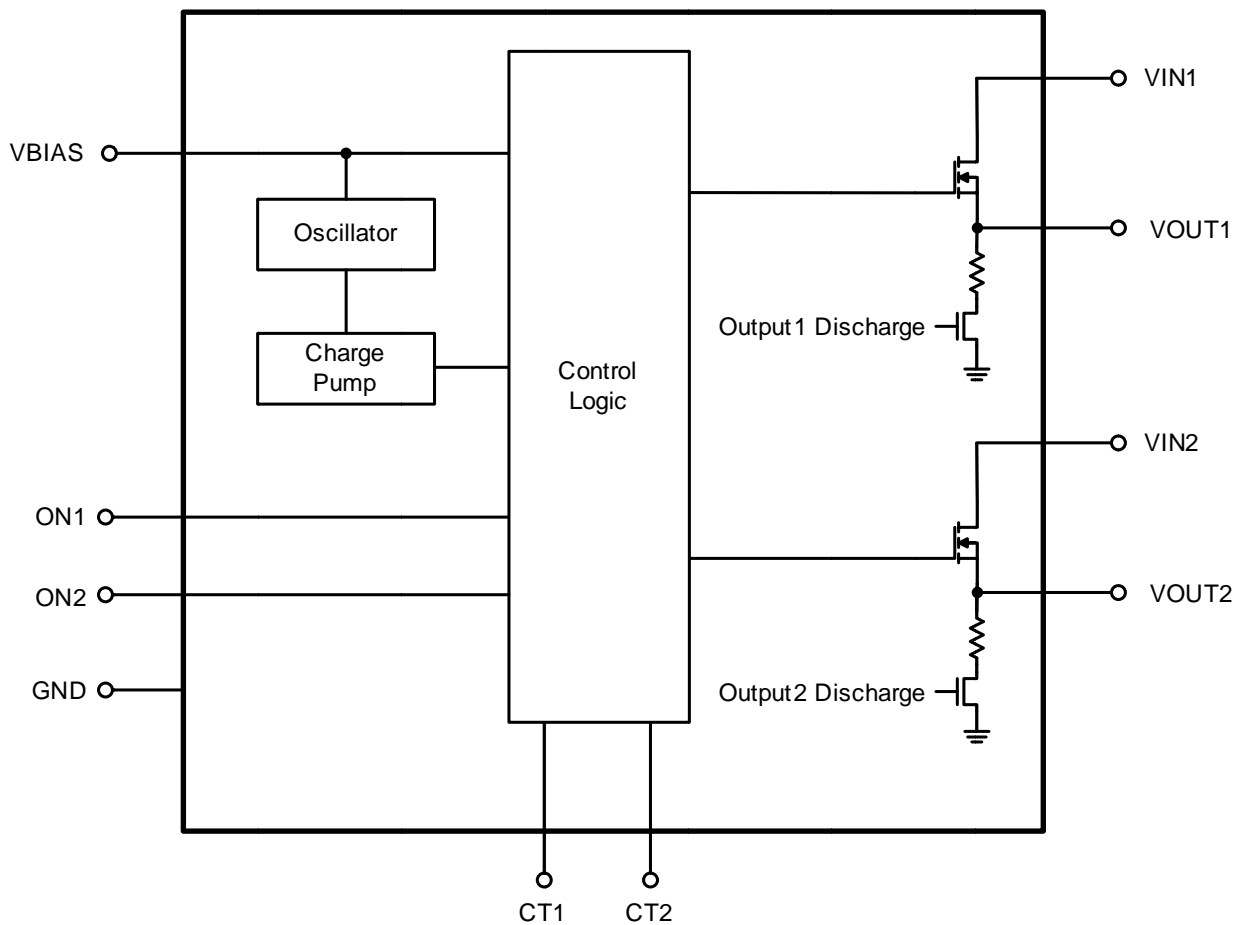 VIN1
VBIAS
Oscillator
VOUT1
Output1 Discharge
Charge
Pump
Control
Logic
VIN2
ON1
ON2
VOUT2
GND
Output2 Discharge
CT1
CT2